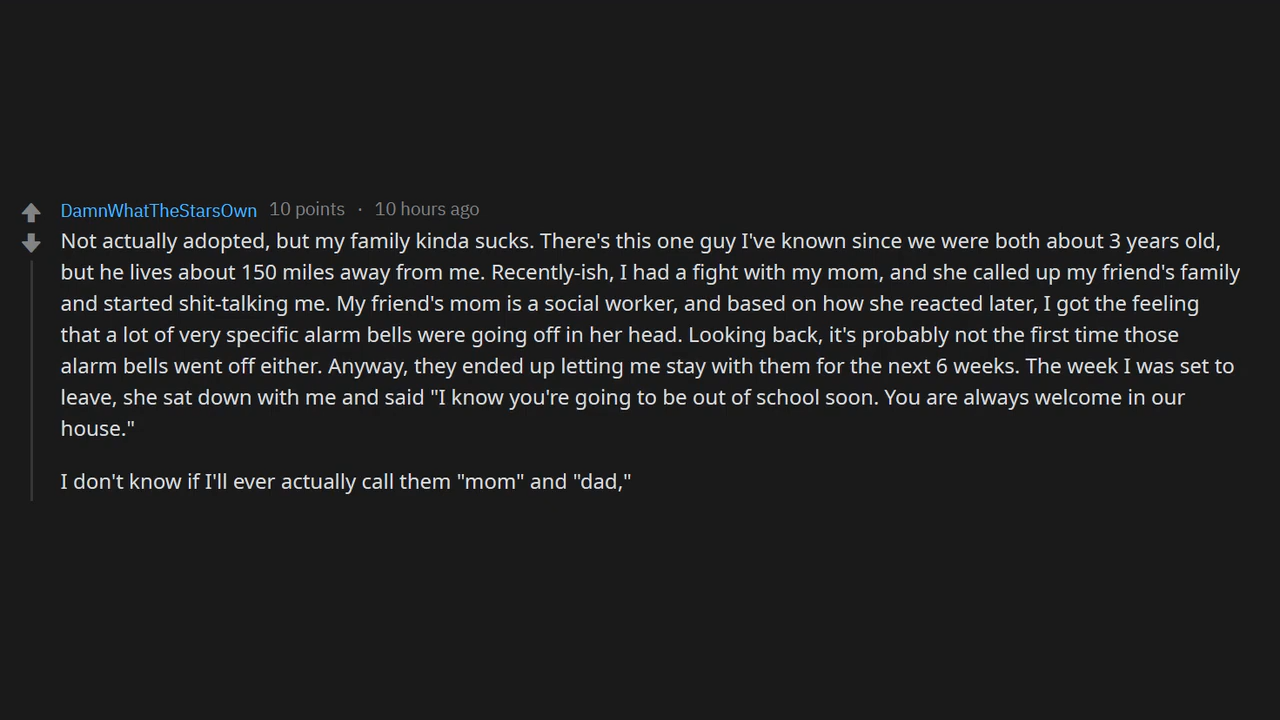 DamnWhatTheStarsOwn 10 points · 10 hours ago
Not actually adopted, but my family kinda sucks. There's this one guy I've known since we were both about 3 years old,
but he lives about 150 miles away from me. Recently-ish, I had a fight with my mom, and she called up my friend's family
and started shit-talking me. My friend's mom is a social worker, and based on how she reacted later, I got the feeling
that a lot of very specific alarm bells were going off in her head. Looking back, it's probably not the first time those
alarm bells went off either. Anyway, they ended up letting me stay with them for the next 6 weeks. The week I was set to
leave, she sat down with me and said "I know you're going to be out of school soon. You are always welcome in our
house."
I don't know if I'll ever actually call them "mom" and "dad,"